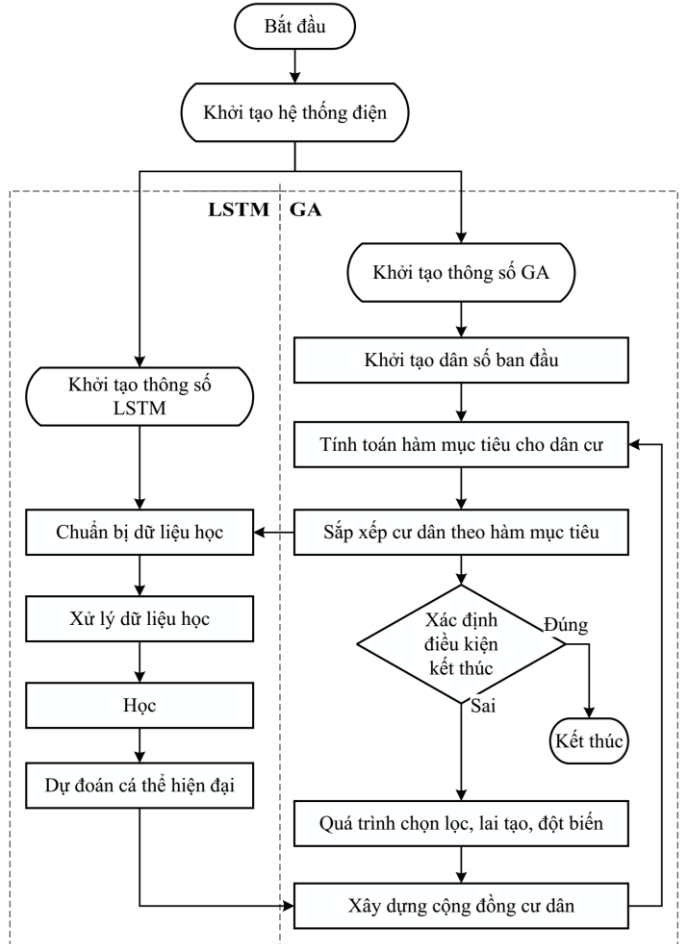 Bắt đầu
Khởi tạo hệ thống điện
LSTM GA
Khởi tạo thông số GA
Khởi tạo dân số ban đầu
Khởi tạo thông số
LSTM
Tính toán hàm mục tiêu cho dân cư
Chuẩn bị dữ liệu học
Sắp xếp cư dân theo hàm mục tiêu
Xử lý dữ liệu học
Xác định
điều kiện
kết thúc
Đúng
Sai
Học
Kết thúc
Dự đoán cá thể hiện đại
Quá trình chọn lọc, lai tạo, đột biến
Xây dựng cộng đồng cư dân